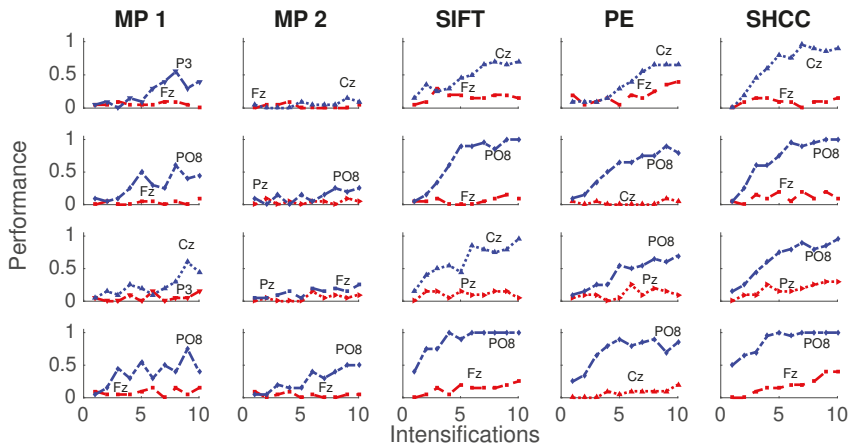 MP 1 MP 2 SIFT PE SHCC
1 P3 Cz Cz Cz
0.5 Fz Fz Cz Fz Fz
0
1 PO8 PO8 PO8 PO8 PO8
0.5 Fz Pz Fz Cz Fz
0
1 Cz Cz PO8 PO8
0.5 P3 Pz Fz Pz Pz Pz
0
1 PO8 PO8 PO8 PO8 PO8
0.5 Fz Fz Fz Cz Fz
0
0 5 10 0 5 10 0 5 10 0 5 10 0 5 10
Performance
Intensifications